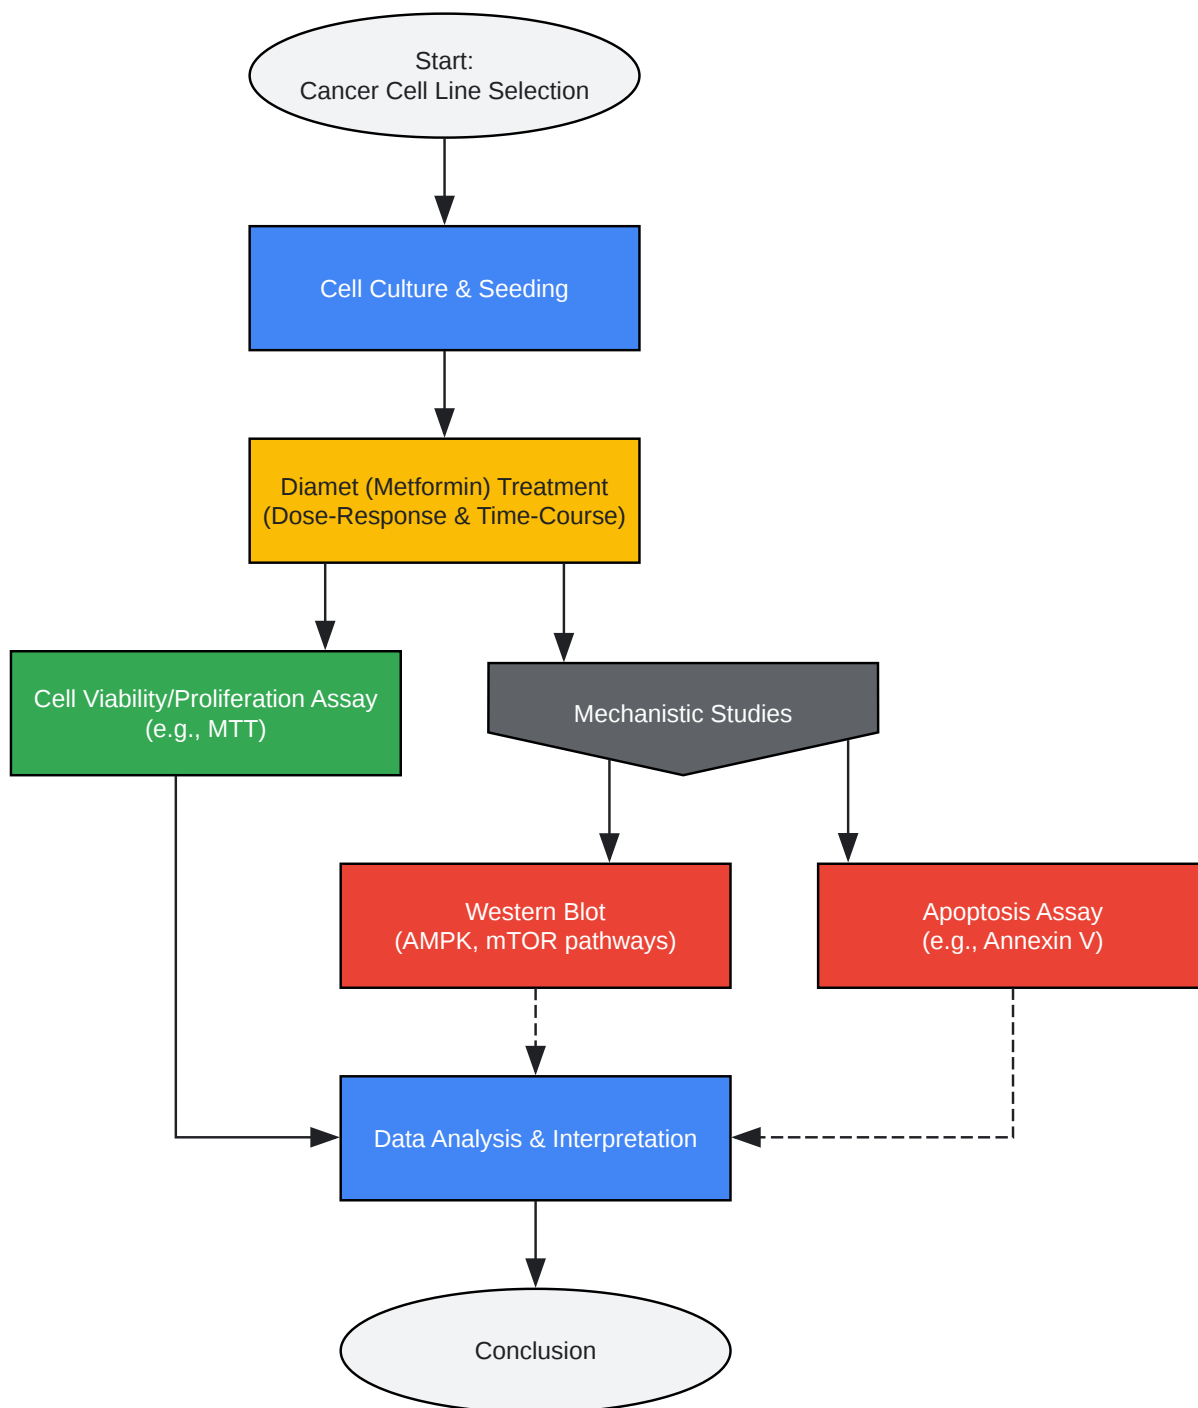 Start:
Cancer Cell Line Selection
Cell Culture & Seeding
Diamet (Metformin) Treatment
(Dose-Response & Time-Course)
Cell Viability/Proliferation Assay
(e.g., MTT)
Mechanistic Studies
Western Blot
(AMPK, mTOR pathways)
Apoptosis Assay
(e.g., Annexin V)
Data Analysis & Interpretation
Conclusion